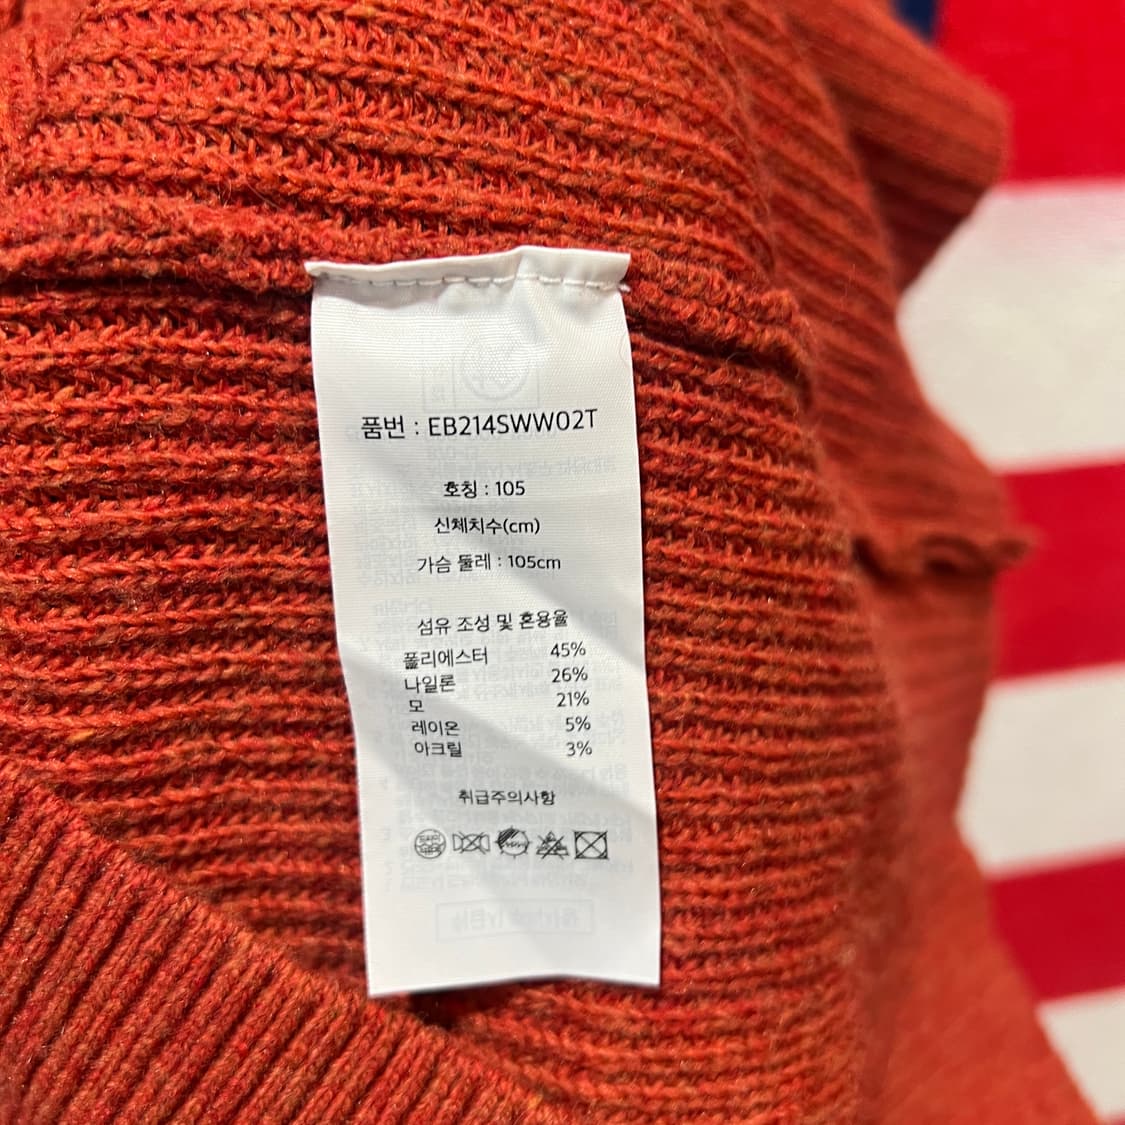 품번 : EB214SWW02T
호칭 : 105
신체치수(cm)
가슴 둘레 : 105cm
섬유 조성 및 혼용율
폴리에스터 45%
나일론 26%
모 21%
레이온 5%
아크릴 3%
취급주의사항